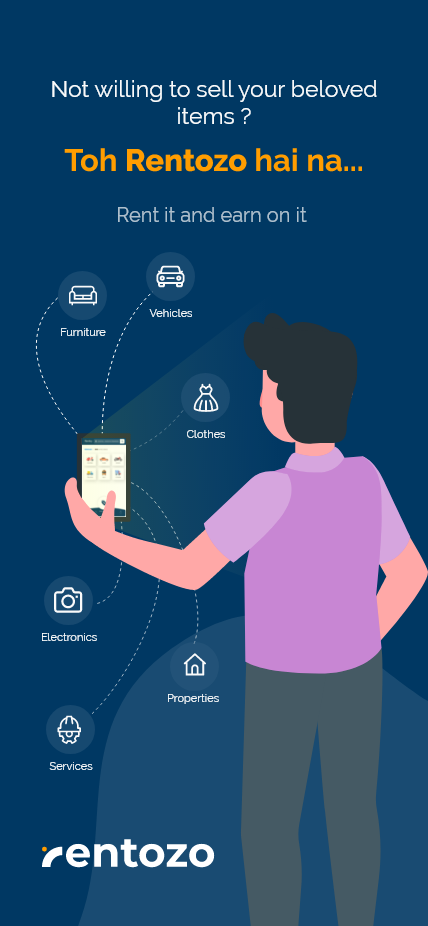 Not willing to sell your beloved
items ?
Toh Rentozo hai na...
Rent it and earn on it
Vehicles
Furniture
Clothes
Electronics
Properties
Services
rentozo